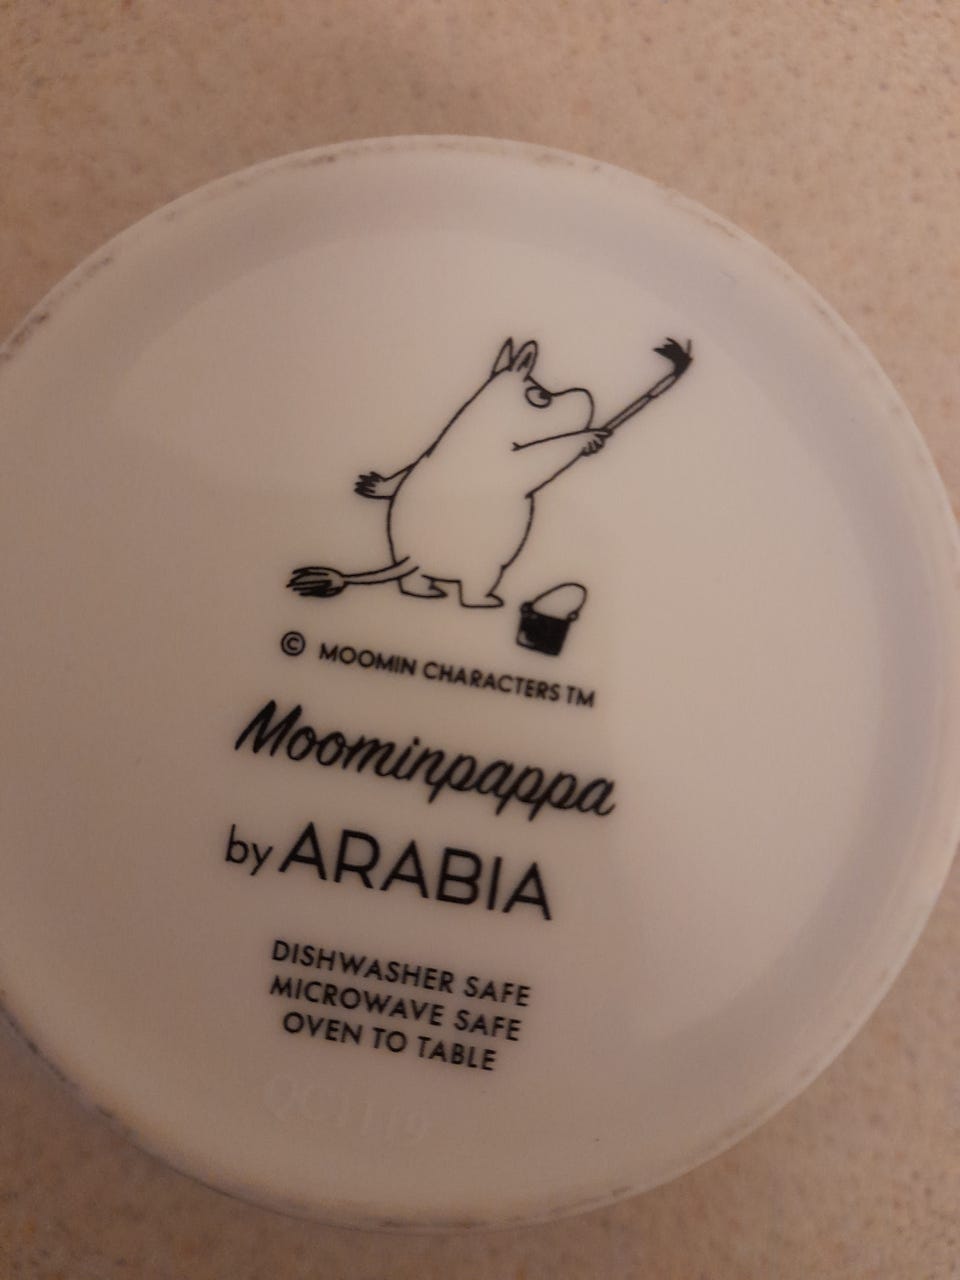 © MOOMIN CHARACTERS TM
Moominpappa
by ARABIA
DISHWASHER SAFE
MICROWAVE SAFE
OVEN TO TABLE